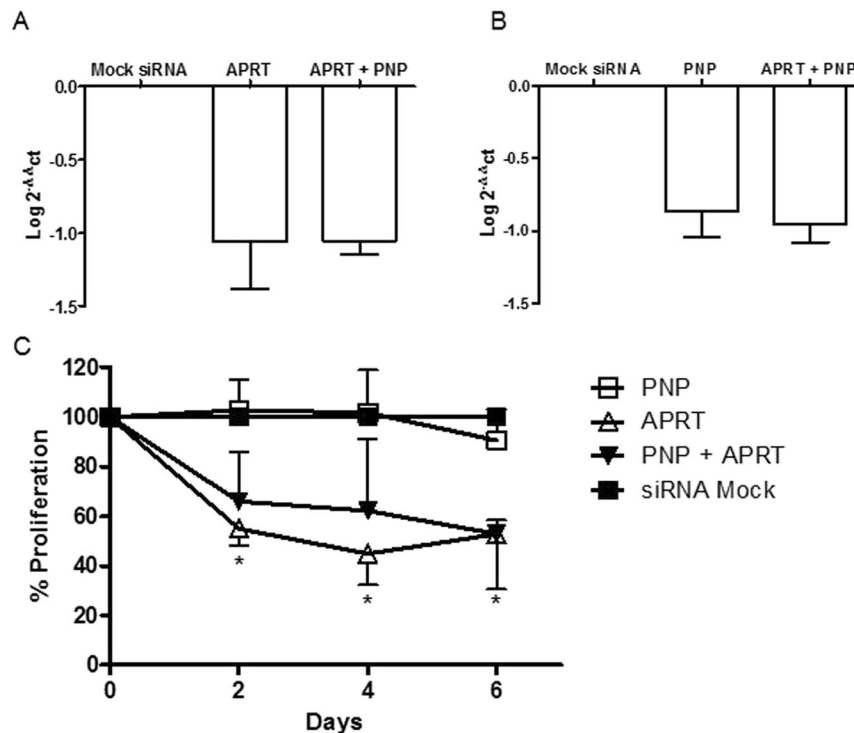 A
Mock siRNA APRT APRT + PNP
0.0
-0.5
-1.0
-1.5
Log 2^-ΔΔct
B
Mock siRNA PNP APRT + PNP
0.0
-0.5
-1.0
-1.5
Log 2^-ΔΔct
C
120
100
80
60
40
20
0
% Proliferation
* * *
0 2 4 6
Days
PNP
APRT
PNP + APRT
siRNA Mock